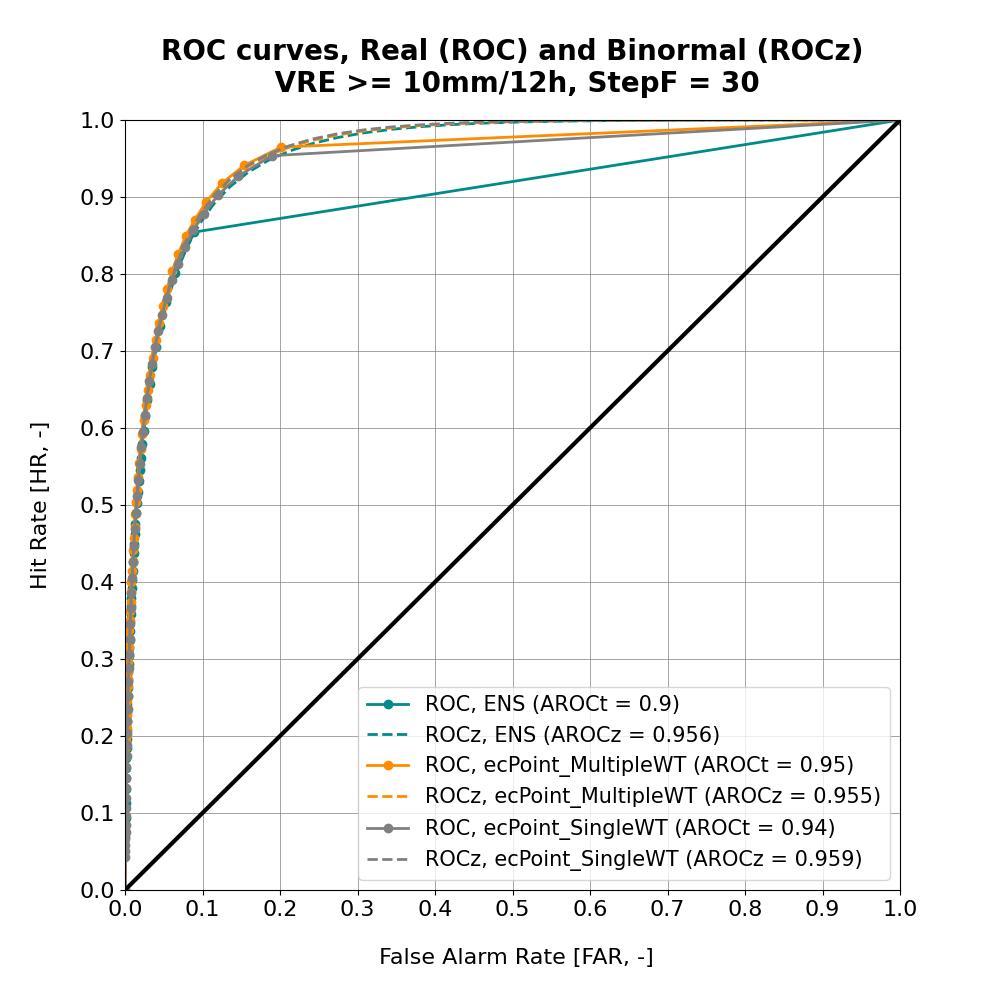 ROC curves, Real (ROC) and Binormal (ROCz)
VRE >= 10mm/12h, StepF = 30
1.0
0.9
0.8
0.7
0.6
0.5
0.4
0.3
0.2
0.1
0.0
Hit Rate [HR, -]
ROC, ENS (AROCt = 0.9)
ROCz, ENS (AROCz = 0.956)
ROC, ecPoint_MultipleWT (AROCt = 0.95)
ROCz, ecPoint_MultipleWT (AROCz = 0.955)
ROC, ecPoint_SingleWT (AROCt = 0.94)
ROCz, ecPoint_SingleWT (AROCz = 0.959)
0.0 0.1 0.2 0.3 0.4 0.5 0.6 0.7 0.8 0.9 1.0
False Alarm Rate [FAR, -]